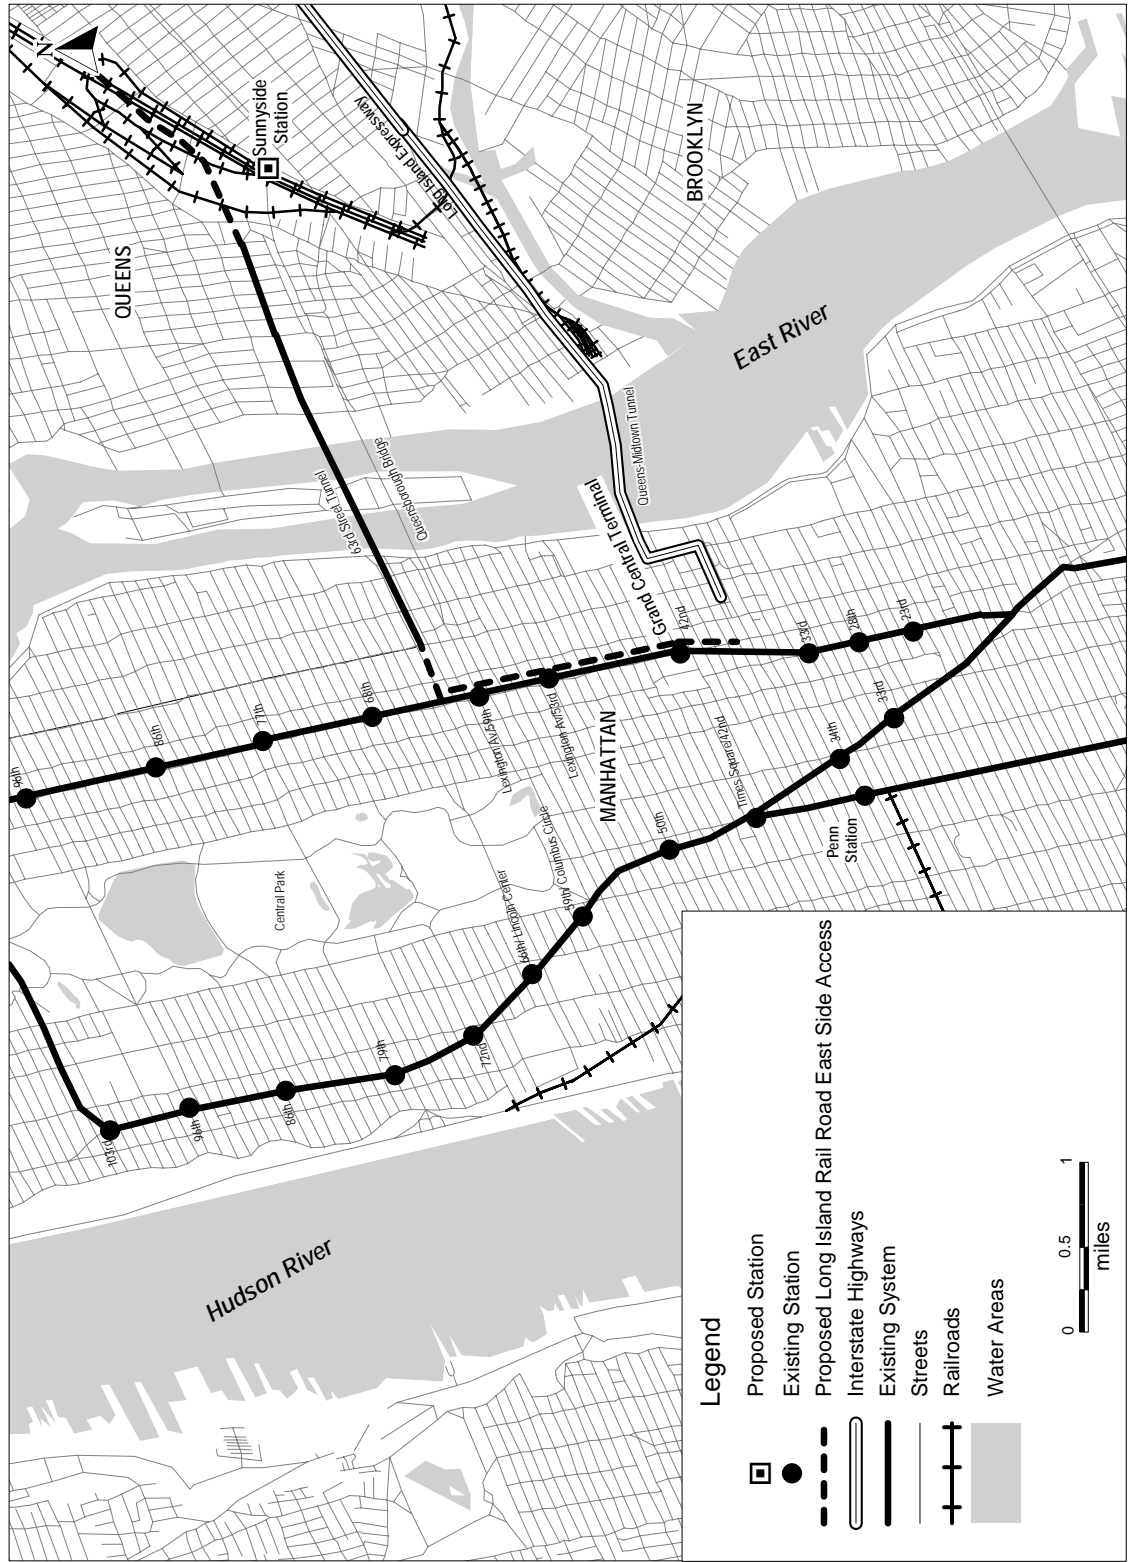 N
QUEENS
Sunnyside
Station
Long Island Expressway
BROOKLYN
East River
63rd Street Tunnel
Queensborough Bridge
Queens-Midtown Tunnel
Grand Central Terminal
96th
86th
77th
68th
Lexington Av/59th
Lexington Av/53rd
42nd
33rd
28th
23rd
MANHATTAN
Central Park
103rd
96th
86th
79th
72nd
66th/ Lincoln Center
59th/ Columbus Circle
50th
Times Square42nd
34th
33rd
Penn
Station
Hudson River
Legend
Proposed Station
Existing Station
Proposed Long Island Rail Road East Side Access
Interstate Highways
Existing System
Streets
Railroads
Water Areas
0 0.5 1
miles